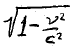 √(1 - v²/c²)